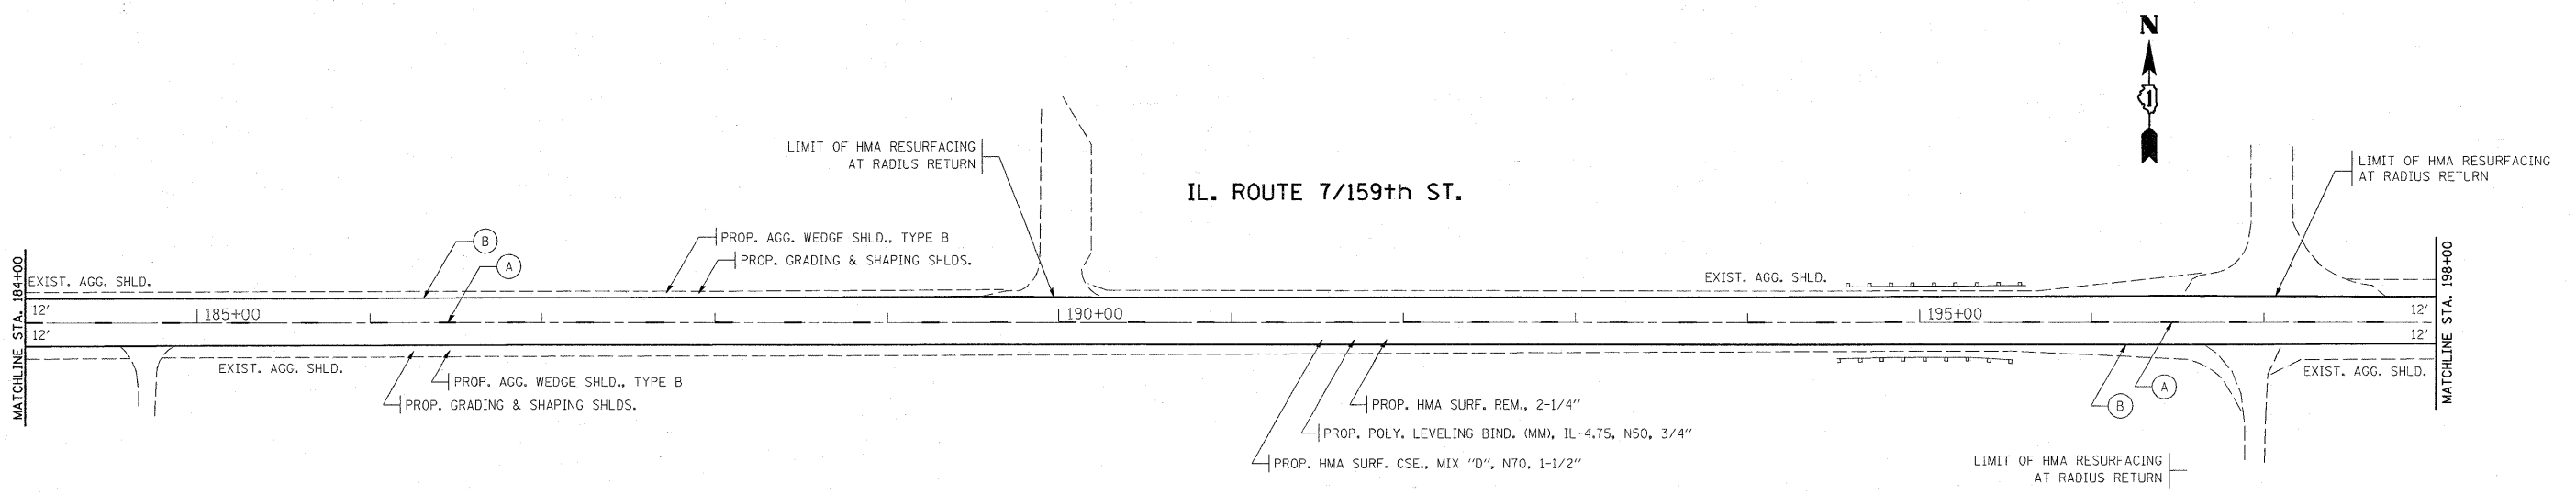 N
1
LIMIT OF HMA RESURFACING
AT RADIUS RETURN
LIMIT OF HMA RESURFACING
AT RADIUS RETURN
IL. ROUTE 7/159th ST.
B
PROP. AGG. WEDGE SHLD., TYPE B
A
PROP. GRADING & SHAPING SHLDS.
MATCHLINE STA. 184+00
EXIST. AGG. SHLD.
EXIST. AGG. SHLD.
MATCHLINE STA. 198+00
12'
185+00
190+00
195+00
12'
12'
12'
EXIST. AGG. SHLD.
PROP. AGG. WEDGE SHLD., TYPE B
PROP. GRADING & SHAPING SHLDS.
EXIST. AGG. SHLD.
A
B
PROP. HMA SURF. REM., 2-1/4"
PROP. POLY. LEVELING BIND. (MM), IL-4.75, N50, 3/4"
PROP. HMA SURF. CSE., MIX "D", N70, 1-1/2"
LIMIT OF HMA RESURFACING
AT RADIUS RETURN